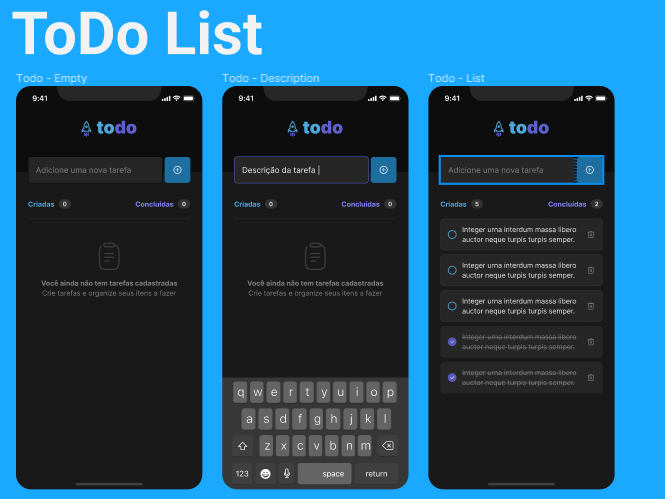 ToDo List
Todo - Empty
9:41
todo
Adicione uma nova tarefa
Criadas 0
Concluídas 0
Você ainda não tem tarefas cadastradas
Crie tarefas e organize seus itens a fazer
Todo - Description
9:41
todo
Descrição da tarefa |
Criadas 0
Concluídas 0
Você ainda não tem tarefas cadastradas
Crie tarefas e organize seus itens a fazer
q w e r t y u i o p
a s d f g h j k l
z x c v b n m
123 space return
Todo - List
9:41
todo
Adicione uma nova tarefa
Criadas 5
Concluídas 2
Integer urna interdum massa libero
auctor neque turpis turpis semper.
Integer urna interdum massa libero
auctor neque turpis turpis semper.
Integer urna interdum massa libero
auctor neque turpis turpis semper.
Integer urna interdum massa libero
auctor neque turpis turpis semper.
Integer urna interdum massa libero
auctor neque turpis turpis semper.